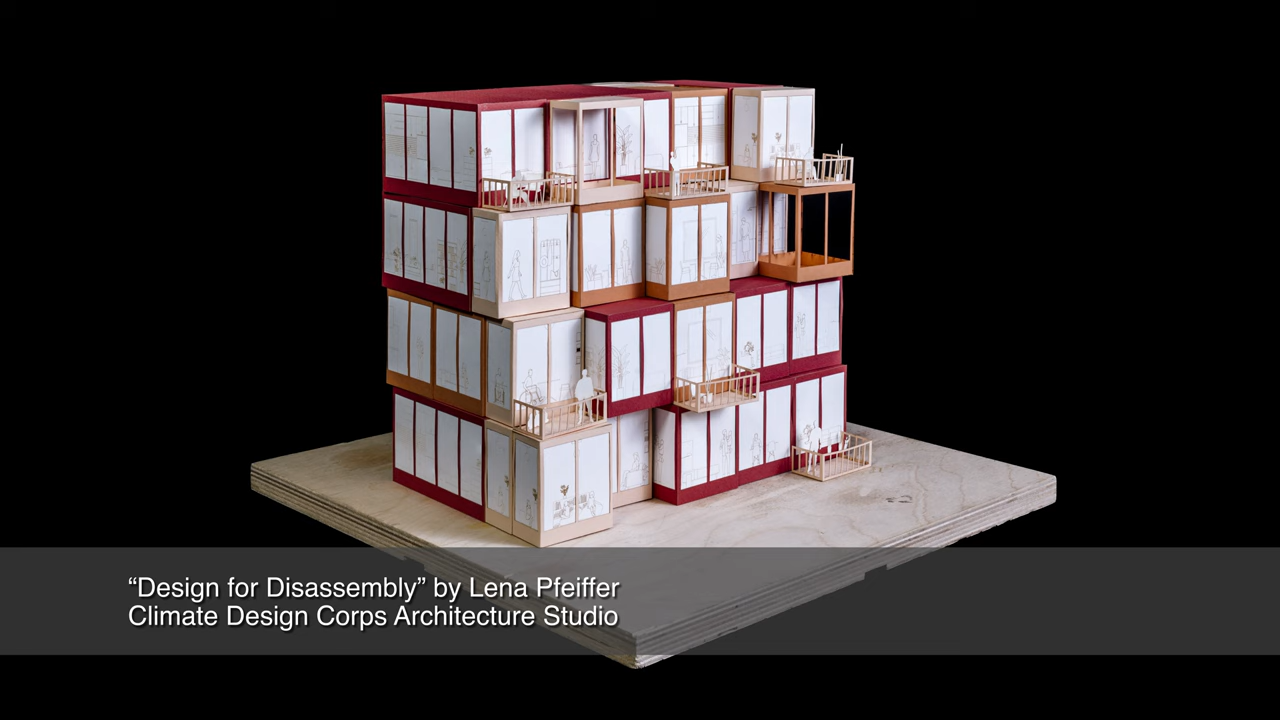 “Design for Disassembly” by Lena Pfeiffer
Climate Design Corps Architecture Studio